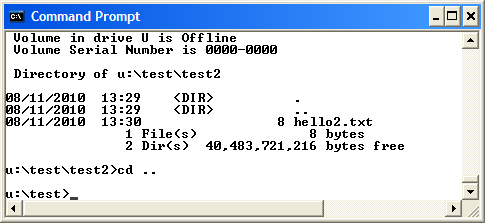 Command Prompt
Volume in drive U is Offline
Volume Serial Number is 0000-0000
Directory of u:\test\test2
08/11/2010  13:29    <DIR>          .
08/11/2010  13:29    <DIR>          ..
08/11/2010  13:30                 8 hello2.txt
1 File(s)              8 bytes
2 Dir(s)  40,483,721,216 bytes free
u:\test\test2>cd ..
u:\test>_